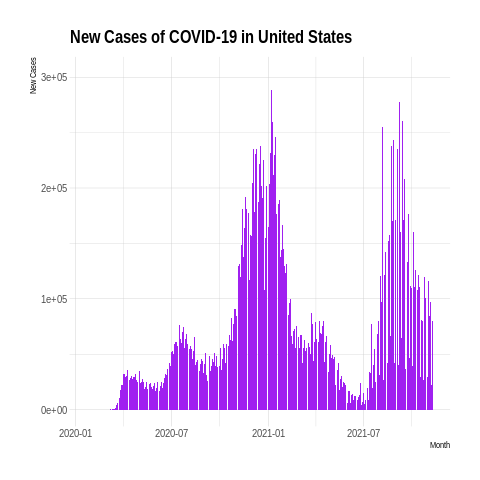 New Cases of COVID-19 in United States
New Cases
3e+05
2e+05
1e+05
0e+00
2020-01 2020-07 2021-01 2021-07
Month